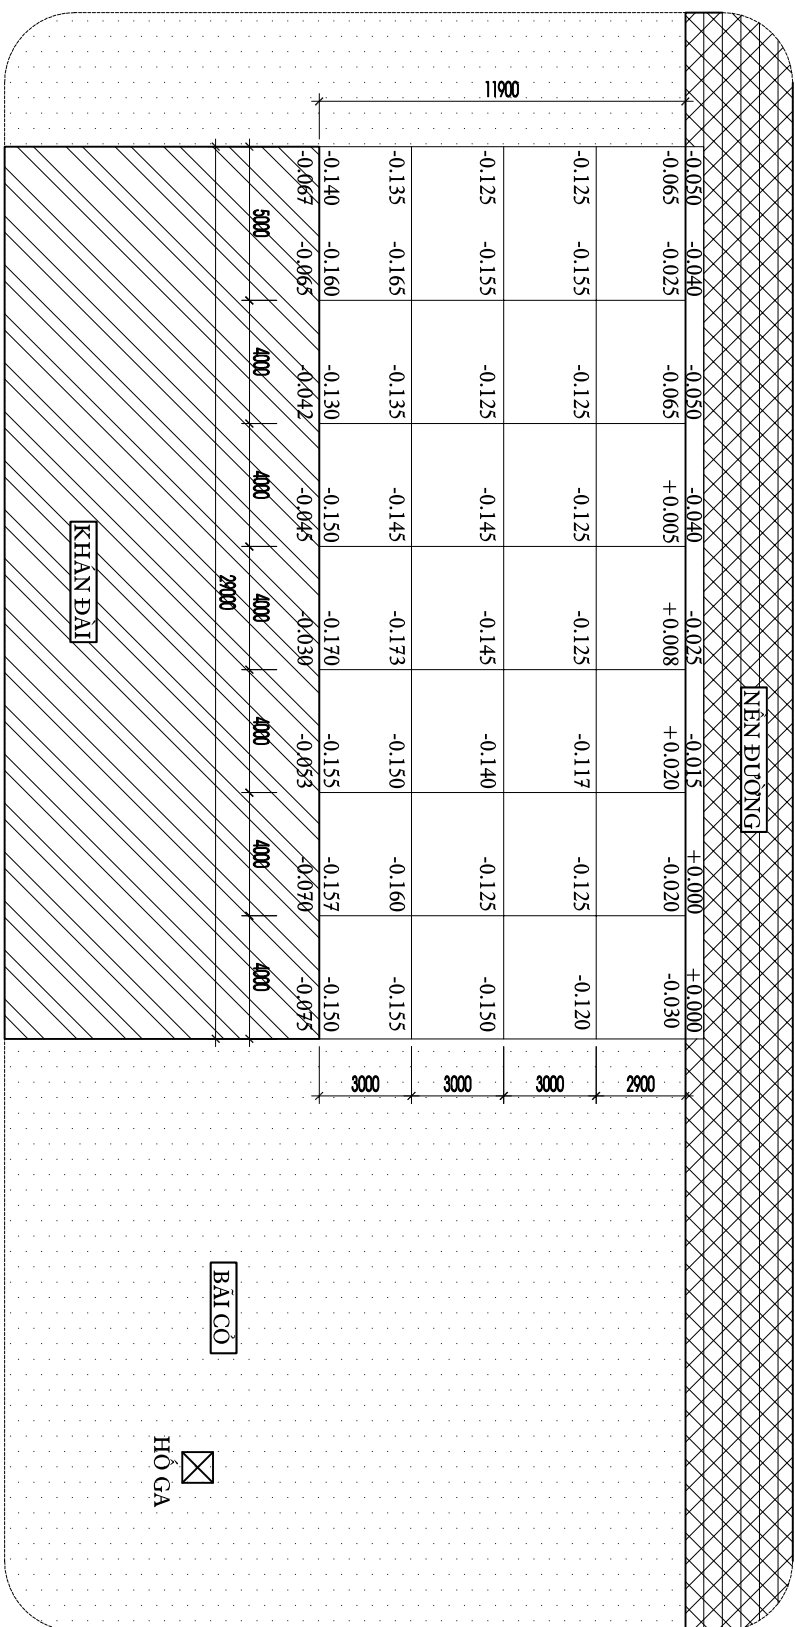 NỀN ĐƯỜNG
-0.050 -0.040 -0.050 -0.040 -0.025 -0.015 +0.000 +0.000
-0.065 -0.025 -0.065 +0.005 +0.008 +0.020 -0.020 -0.030
2900
-0.125 -0.155 -0.125 -0.125 -0.125 -0.117 -0.125 -0.120
11900
3000
-0.125 -0.155 -0.125 -0.145 -0.145 -0.140 -0.125 -0.150
3000
-0.135 -0.165 -0.135 -0.145 -0.173 -0.150 -0.160 -0.155
3000
-0.140 -0.160 -0.130 -0.150 -0.170 -0.155 -0.157 -0.150
-0.067 -0.065 -0.042 -0.045 -0.030 -0.053 -0.070 -0.075
5000 4000 4000 4000 4000 4000 4000
29000
BÃI CỎ
HỐ GA
KHÁN ĐÀI